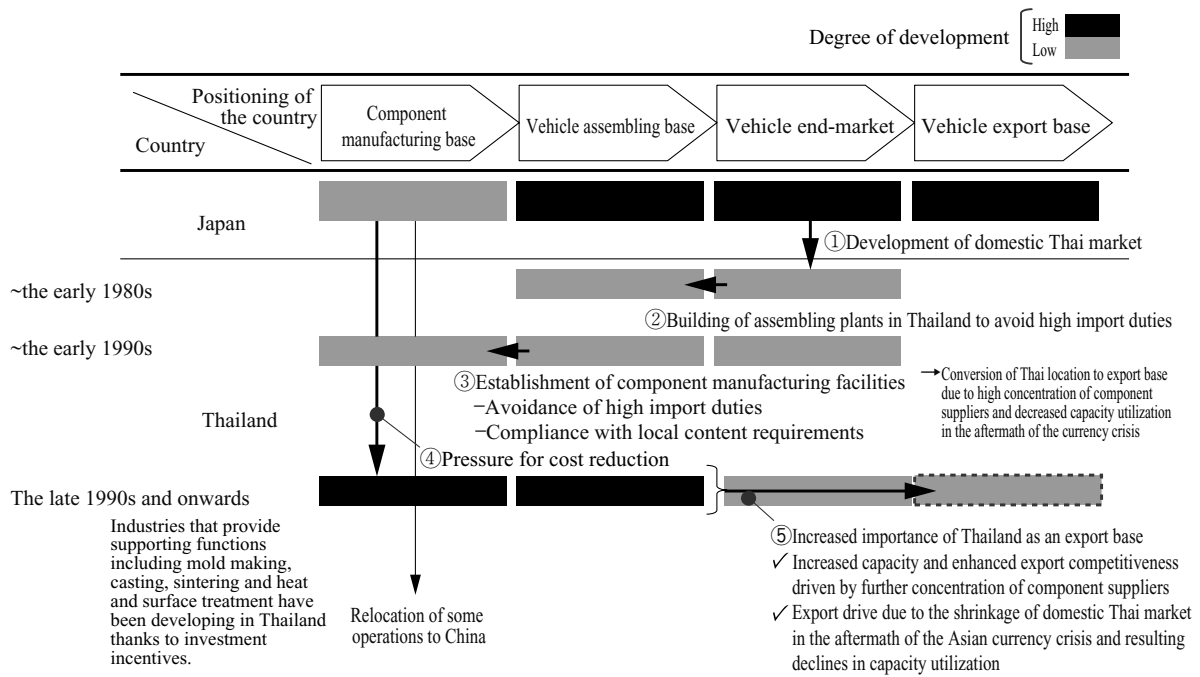 Degree of development
High
Low
Positioning of
the country
Country
Component
manufacturing base
Vehicle assembling base
Vehicle end-market
Vehicle export base
Japan
①Development of domestic Thai market
~the early 1980s
②Building of assembling plants in Thailand to avoid high import duties
~the early 1990s
③Establishment of component manufacturing facilities
−Avoidance of high import duties
−Compliance with local content requirements
→Conversion of Thai location to export base
due to high concentration of component
suppliers and decreased capacity utilization
in the aftermath of the currency crisis
Thailand
④Pressure for cost reduction
The late 1990s and onwards
Industries that provide
supporting functions
including mold making,
casting, sintering and heat
and surface treatment have
been developing in Thailand
thanks to investment
incentives.
Relocation of some
operations to China
⑤Increased importance of Thailand as an export base
✓ Increased capacity and enhanced export competitiveness
driven by further concentration of component suppliers
✓ Export drive due to the shrinkage of domestic Thai market
in the aftermath of the Asian currency crisis and resulting
declines in capacity utilization